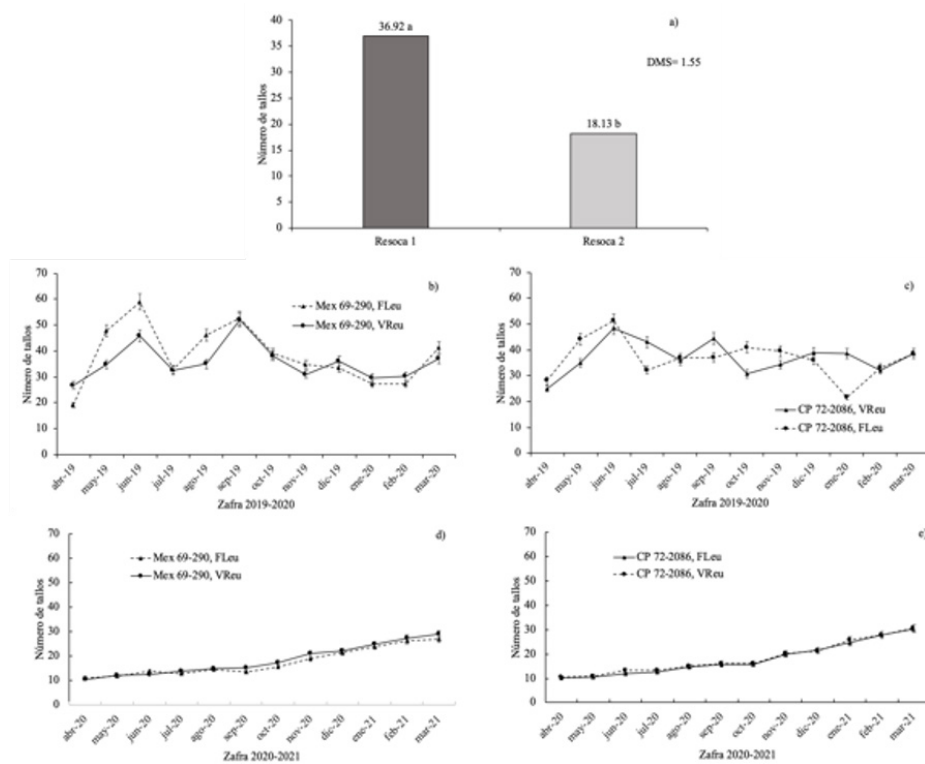 a)
40
35
30
25
20
15
10
5
0
Número de tallos
36.92 a
18.13 b
DMS= 1.55
Resoca 1
Resoca 2
b)
70
60
50
40
30
20
10
0
Nímero de tallos
Mex 69-290, FLeu
Mex 69-290, VReu
abr-19
may-19
jun-19
jul-19
ago-19
sep-19
oct-19
nov-19
dic-19
ene-20
feb-20
mar-20
Zafra 2019-2020
c)
70
60
50
40
30
20
10
0
Número de tallos
CP 72-2086, VReu
CP 72-2086, FLeu
abr-19
may-19
jun-19
jul-19
ago-19
sep-19
oct-19
nov-19
dic-19
ene-20
feb-20
mar-20
Zafra 2019-2020
d)
70
60
50
40
30
20
10
0
Número de tallos
Mex 69-290, FLeu
Mex 69-290, VReu
abr-20
may-20
jun-20
jul-20
ago-20
sep-20
oct-20
nov-20
dic-20
ene-21
feb-21
mar-21
Zafra 2020-2021
e)
70
60
50
40
30
20
10
0
Número de tallos
CP 72-2086, FLeu
CP 72-2086, VReu
abr-20
may-20
jun-20
jul-20
ago-20
sep-20
oct-20
nov-20
dic-20
ene-21
feb-21
mar-21
Zafra 2020-2021